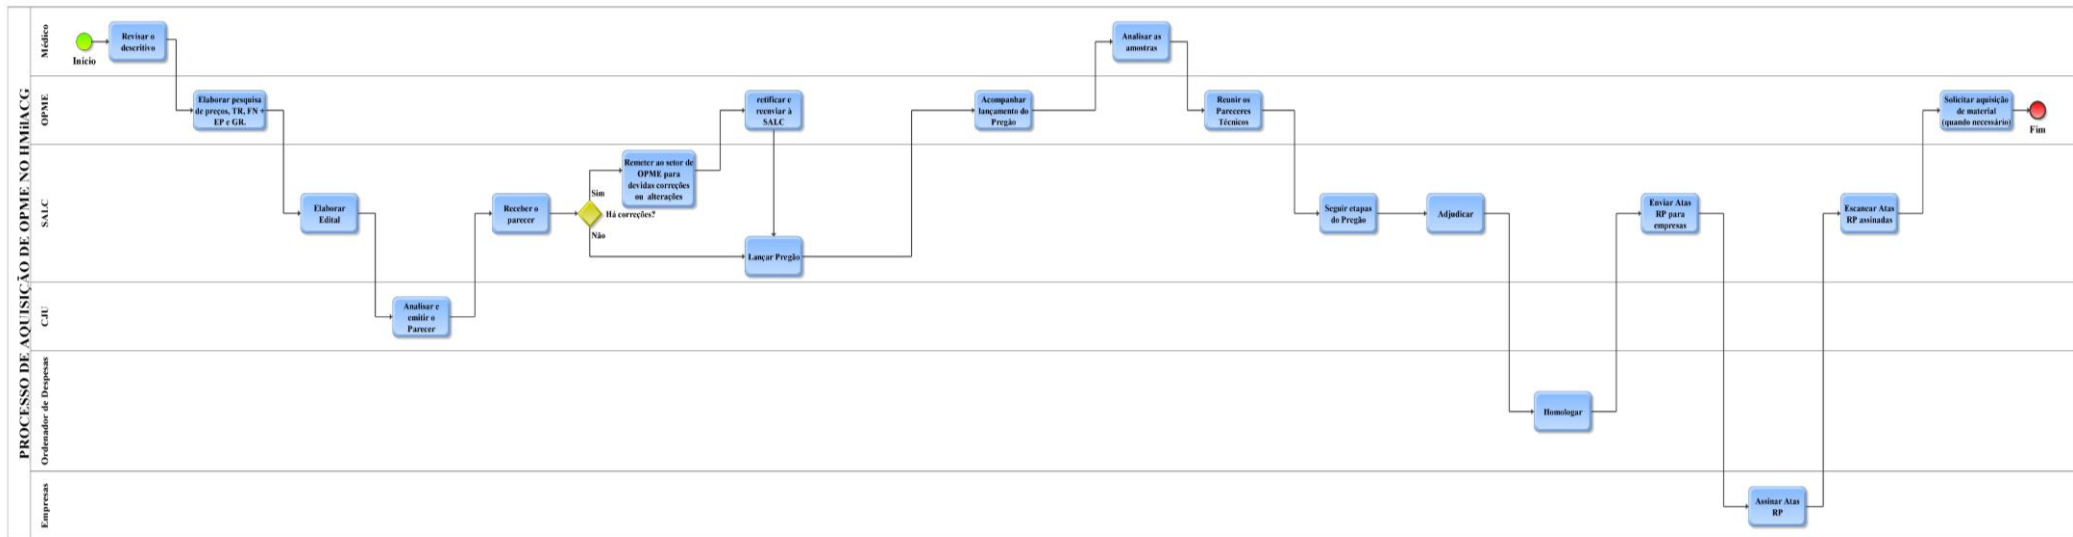 PROCESSO DE AQUISIÇÃO DE OPME NO HMilACG
Médico
Início
Revisar o
descritivo
Analisar as
amostras
OPME
Elaborar pesquisa
de preços, TR, FN +
EP e GR.
retificar e
reenviar à
SALC
Acompanhar
lançamento do
Pregão
Reunir os
Pareceres
Técnicos
Solicitar aquisição
de material
(quando necessário)
Fim
SALC
Elaborar
Edital
Receber o
parecer
Há correções?
Sim
Não
Remeter ao setor de
OPME para
devidas correções
ou alterações
Lançar Pregão
Seguir etapas
do Pregão
Adjudicar
Enviar Atas
RP para
empresas
Escanear Atas
RP assinadas
CJU
Analisar e
emitir o
Parecer
Ordenador de Despesas
Homologar
Empresas
Assinar Atas
RP